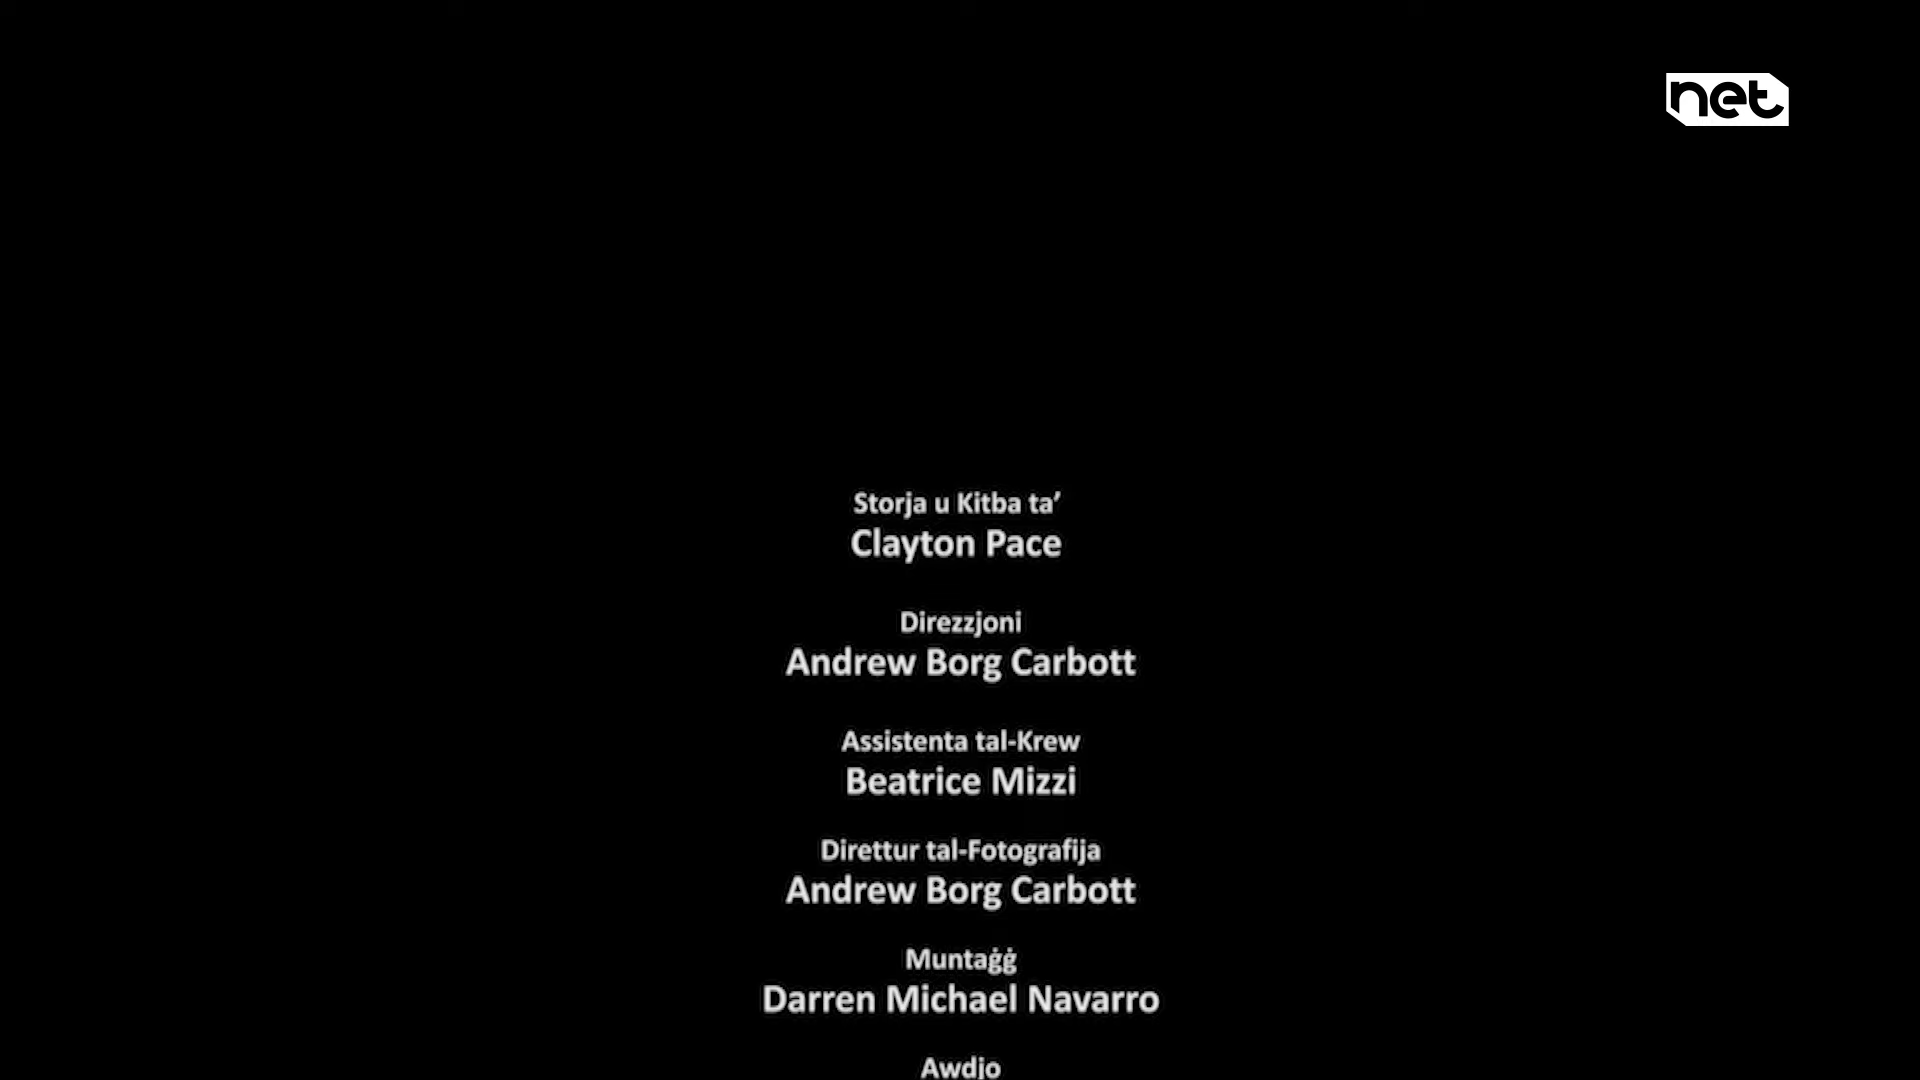 net
Storja u Kitba ta’
Clayton Pace
Direzzjoni
Andrew Borg Carbott
Assistenta tal-Krew
Beatrice Mizzi
Direttur tal-Fotografija
Andrew Borg Carbott
Muntaġġ
Darren Michael Navarro
Awdjo